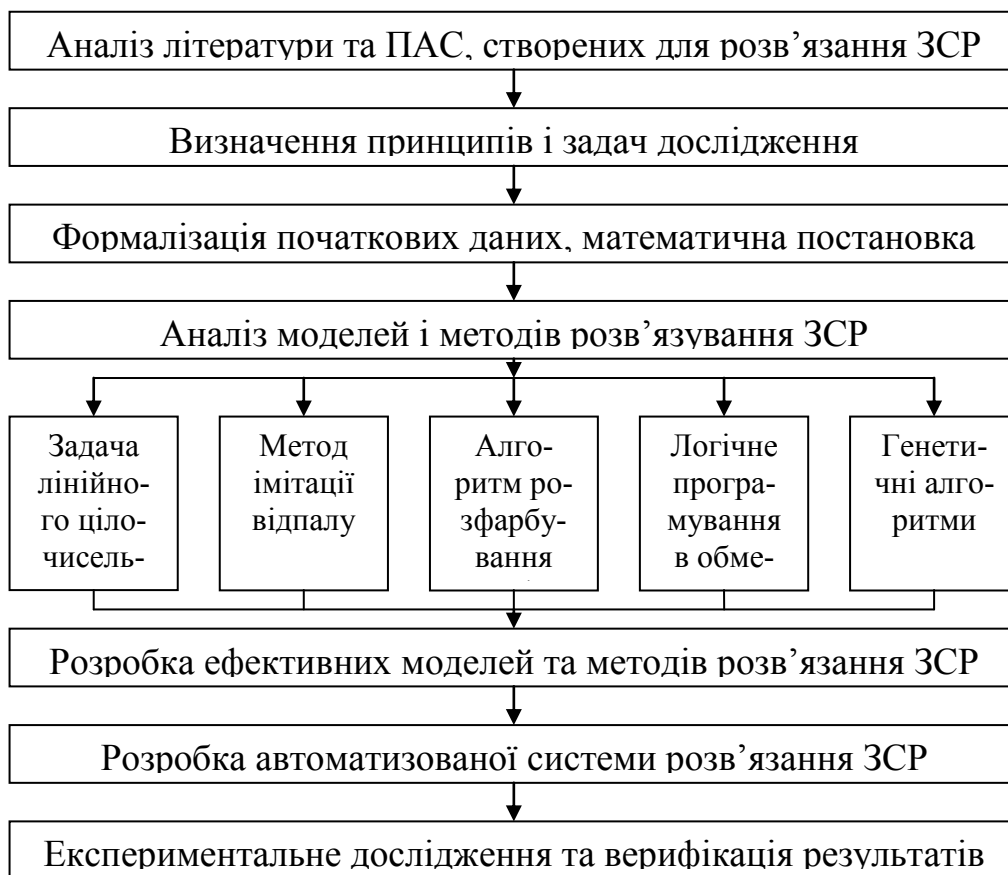 Аналіз літератури та ПАС, створених для розв’язання ЗСР
Визначення принципів і задач дослідження
Формалізація початкових даних, математична постановка
Аналіз моделей і методів розв’язування ЗСР
Задача
лінійно-
го ціло-
чисель-
Метод
імітації
відпалу
Алго-
ритм ро-
зфарбу-
вання
Логічне
програ-
мування
в обме-
Генети-
чні алго-
ритми
Розробка ефективних моделей та методів розв’язання ЗСР
Розробка автоматизованої системи розв’язання ЗСР
Експериментальне дослідження та верифікація результатів